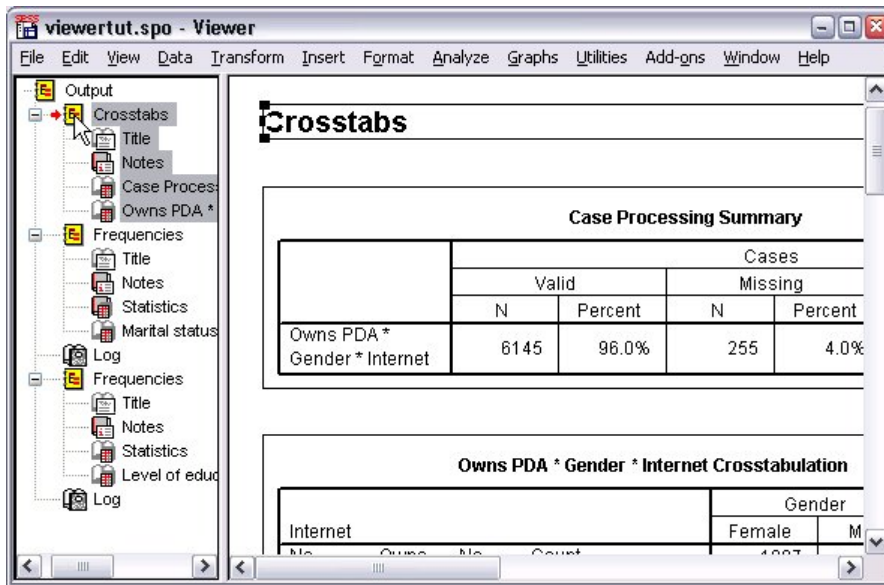 viewertut.spo - Viewer
File Edit View Data Transform Insert Format Analyze Graphs Utilities Add-ons Window Help
Output
Crosstabs
Title
Notes
Case Proces
Owns PDA *
Frequencies
Title
Notes
Statistics
Marital status
Log
Frequencies
Title
Notes
Statistics
Level of educ
Log
Crosstabs
Case Processing Summary
Cases
Valid Missing
N Percent N Percent
Owns PDA *
Gender * Internet 6145 96.0% 255 4.0%
Owns PDA * Gender * Internet Crosstabulation
Gender
Internet Female M